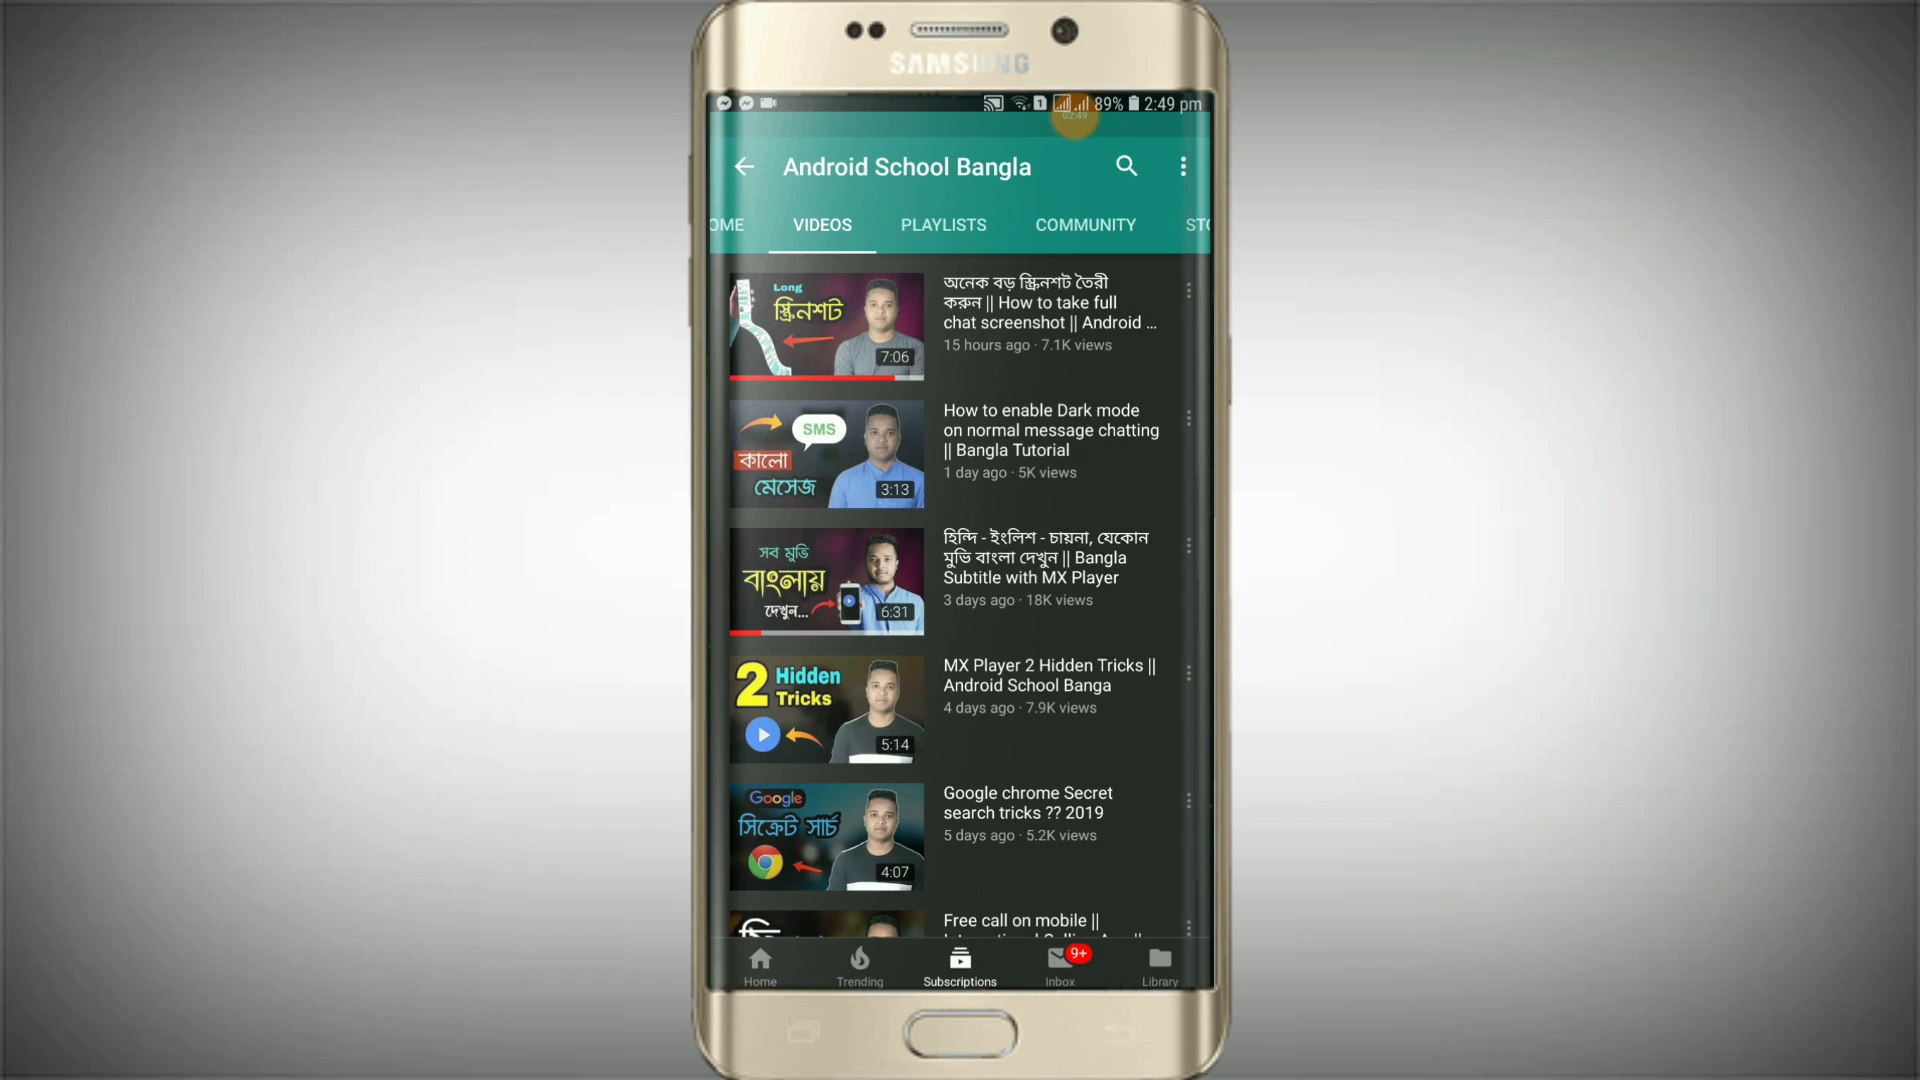 SAMSUNG
1 89% 2:49 pm
02:49
Android School Bangla
OME VIDEOS PLAYLISTS COMMUNITY STO
Long
স্ক্রিনশট
7:06
অনেক বড় স্ক্রিনশট তৈরী
করুন || How to take full
chat screenshot || Android ...
15 hours ago · 7.1K views
SMS
কালো
মেসেজ
3:13
How to enable Dark mode
on normal message chatting
|| Bangla Tutorial
1 day ago · 5K views
সব মুভি
বাংলায়
দেখুন...
6:31
হিন্দি - ইংলিশ - চায়না, যেকোন
মুভি বাংলা দেখুন || Bangla
Subtitle with MX Player
3 days ago · 18K views
2 Hidden
Tricks
5:14
MX Player 2 Hidden Tricks ||
Android School Banga
4 days ago · 7.9K views
Google
সিক্রেট সার্চ
4:07
Google chrome Secret
search tricks ?? 2019
5 days ago · 5.2K views
Free call on mobile ||
9+
Home Trending Subscriptions Inbox Library